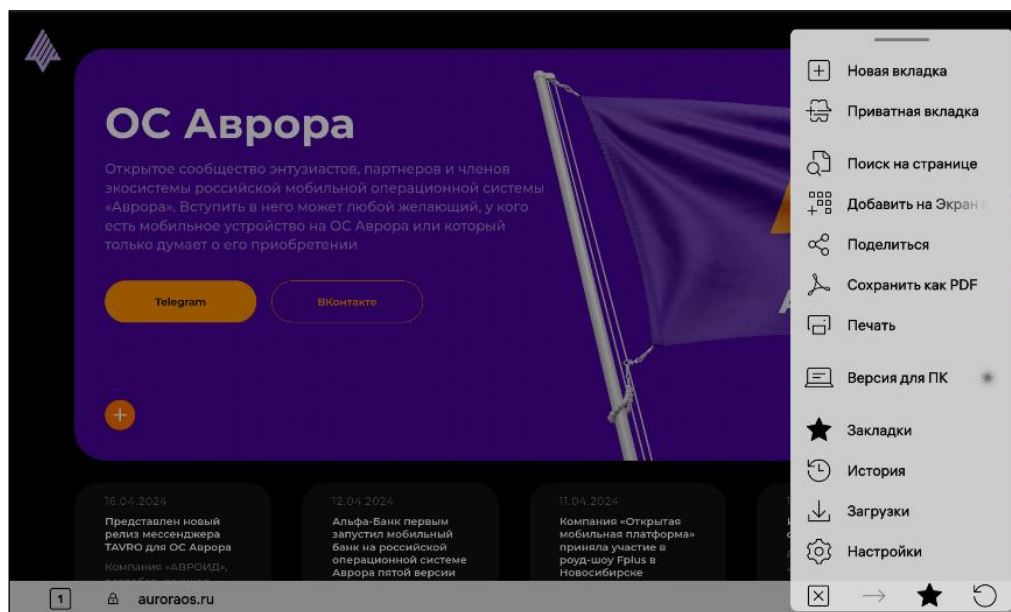 ОС Аврора
Открытое сообщество энтузиастов, партнеров и членов
экосистемы российской мобильной операционной системы
«Аврора». Вступить в него может любой желающий, у кого
есть мобильное устройство на ОС Аврора или который
только думает о его приобретении
Telegram
ВКонтакте
16.04.2024
Представлен новый
релиз мессенджера
TAVRO для ОС Аврора
Компания «АВРОИД»,
12.04.2024
Альфа-Банк первым
запустил мобильный
банк на российской
операционной системе
Аврора пятой версии
11.04.2024
Компания «Открытая
мобильная платформа»
приняла участие в
роуд-шоу Fplus в
Новосибирске
Новая вкладка
Приватная вкладка
Поиск на странице
Добавить на Экран
Поделиться
Сохранить как PDF
Печать
Версия для ПК
Закладки
История
Загрузки
Настройки
1
auroraos.ru